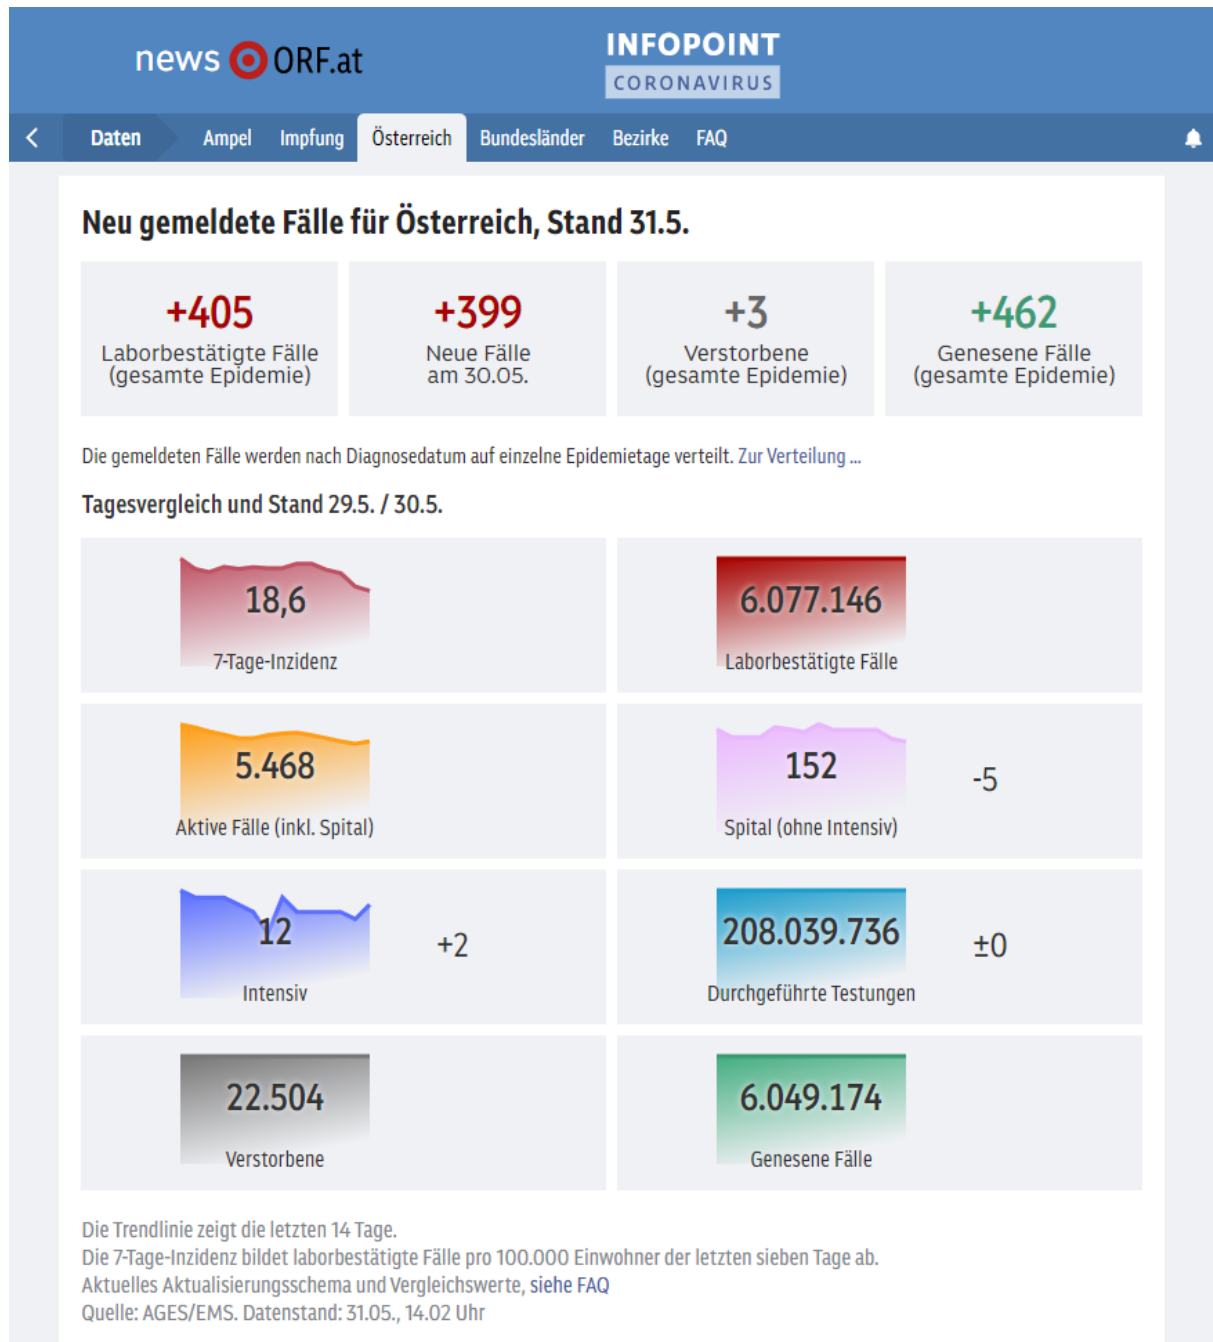 news ORF.at
INFOPOINT
CORONAVIRUS
Daten Ampel Impfung Österreich Bundesländer Bezirke FAQ
Neu gemeldete Fälle für Österreich, Stand 31.5.
+405
Laborbestätigte Fälle
(gesamte Epidemie)
+399
Neue Fälle
am 30.05.
+3
Verstorbene
(gesamte Epidemie)
+462
Genesene Fälle
(gesamte Epidemie)
Die gemeldeten Fälle werden nach Diagnosedatum auf einzelne Epidemietage verteilt. Zur Verteilung ...
Tagesvergleich und Stand 29.5. / 30.5.
18,6
7-Tage-Inzidenz
6.077.146
Laborbestätigte Fälle
5.468
Aktive Fälle (inkl. Spital)
152
-5
Spital (ohne Intensiv)
12
+2
Intensiv
208.039.736
±0
Durchgeführte Testungen
22.504
Verstorbene
6.049.174
Genesene Fälle
Die Trendlinie zeigt die letzten 14 Tage.
Die 7-Tage-Inzidenz bildet laborbestätigte Fälle pro 100.000 Einwohner der letzten sieben Tage ab.
Aktuelles Aktualisierungsschema und Vergleichswerte, siehe FAQ
Quelle: AGES/EMS. Datenstand: 31.05., 14.02 Uhr